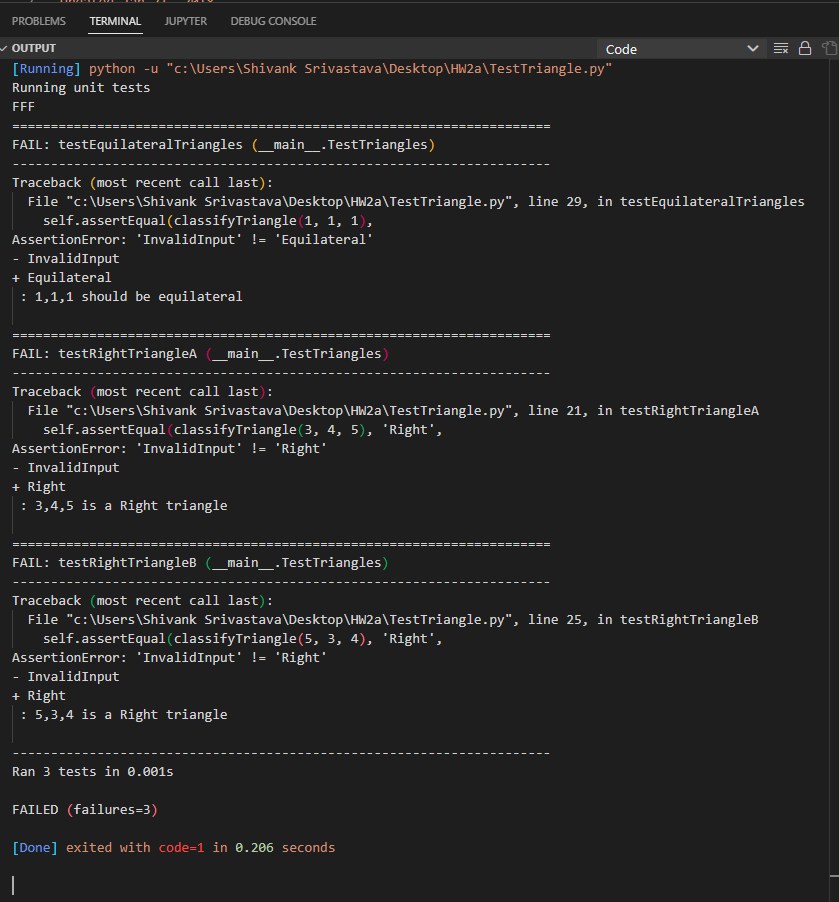 PROBLEMS TERMINAL JUPYTER DEBUG CONSOLE
OUTPUT Code
[Running] python -u "c:\Users\Shivank Srivastava\Desktop\HW2a\TestTriangle.py"
Running unit tests
FFF
======================================================================
FAIL: testEquilateralTriangles (__main__.TestTriangles)
----------------------------------------------------------------------
Traceback (most recent call last):
  File "c:\Users\Shivank Srivastava\Desktop\HW2a\TestTriangle.py", line 29, in testEquilateralTriangles
    self.assertEqual(classifyTriangle(1, 1, 1),
AssertionError: 'InvalidInput' != 'Equilateral'
- InvalidInput
+ Equilateral
 : 1,1,1 should be equilateral
======================================================================
FAIL: testRightTriangleA (__main__.TestTriangles)
----------------------------------------------------------------------
Traceback (most recent call last):
  File "c:\Users\Shivank Srivastava\Desktop\HW2a\TestTriangle.py", line 21, in testRightTriangleA
    self.assertEqual(classifyTriangle(3, 4, 5), 'Right',
AssertionError: 'InvalidInput' != 'Right'
- InvalidInput
+ Right
 : 3,4,5 is a Right triangle
======================================================================
FAIL: testRightTriangleB (__main__.TestTriangles)
----------------------------------------------------------------------
Traceback (most recent call last):
  File "c:\Users\Shivank Srivastava\Desktop\HW2a\TestTriangle.py", line 25, in testRightTriangleB
    self.assertEqual(classifyTriangle(5, 3, 4), 'Right',
AssertionError: 'InvalidInput' != 'Right'
- InvalidInput
+ Right
 : 5,3,4 is a Right triangle
----------------------------------------------------------------------
Ran 3 tests in 0.001s
FAILED (failures=3)
[Done] exited with code=1 in 0.206 seconds